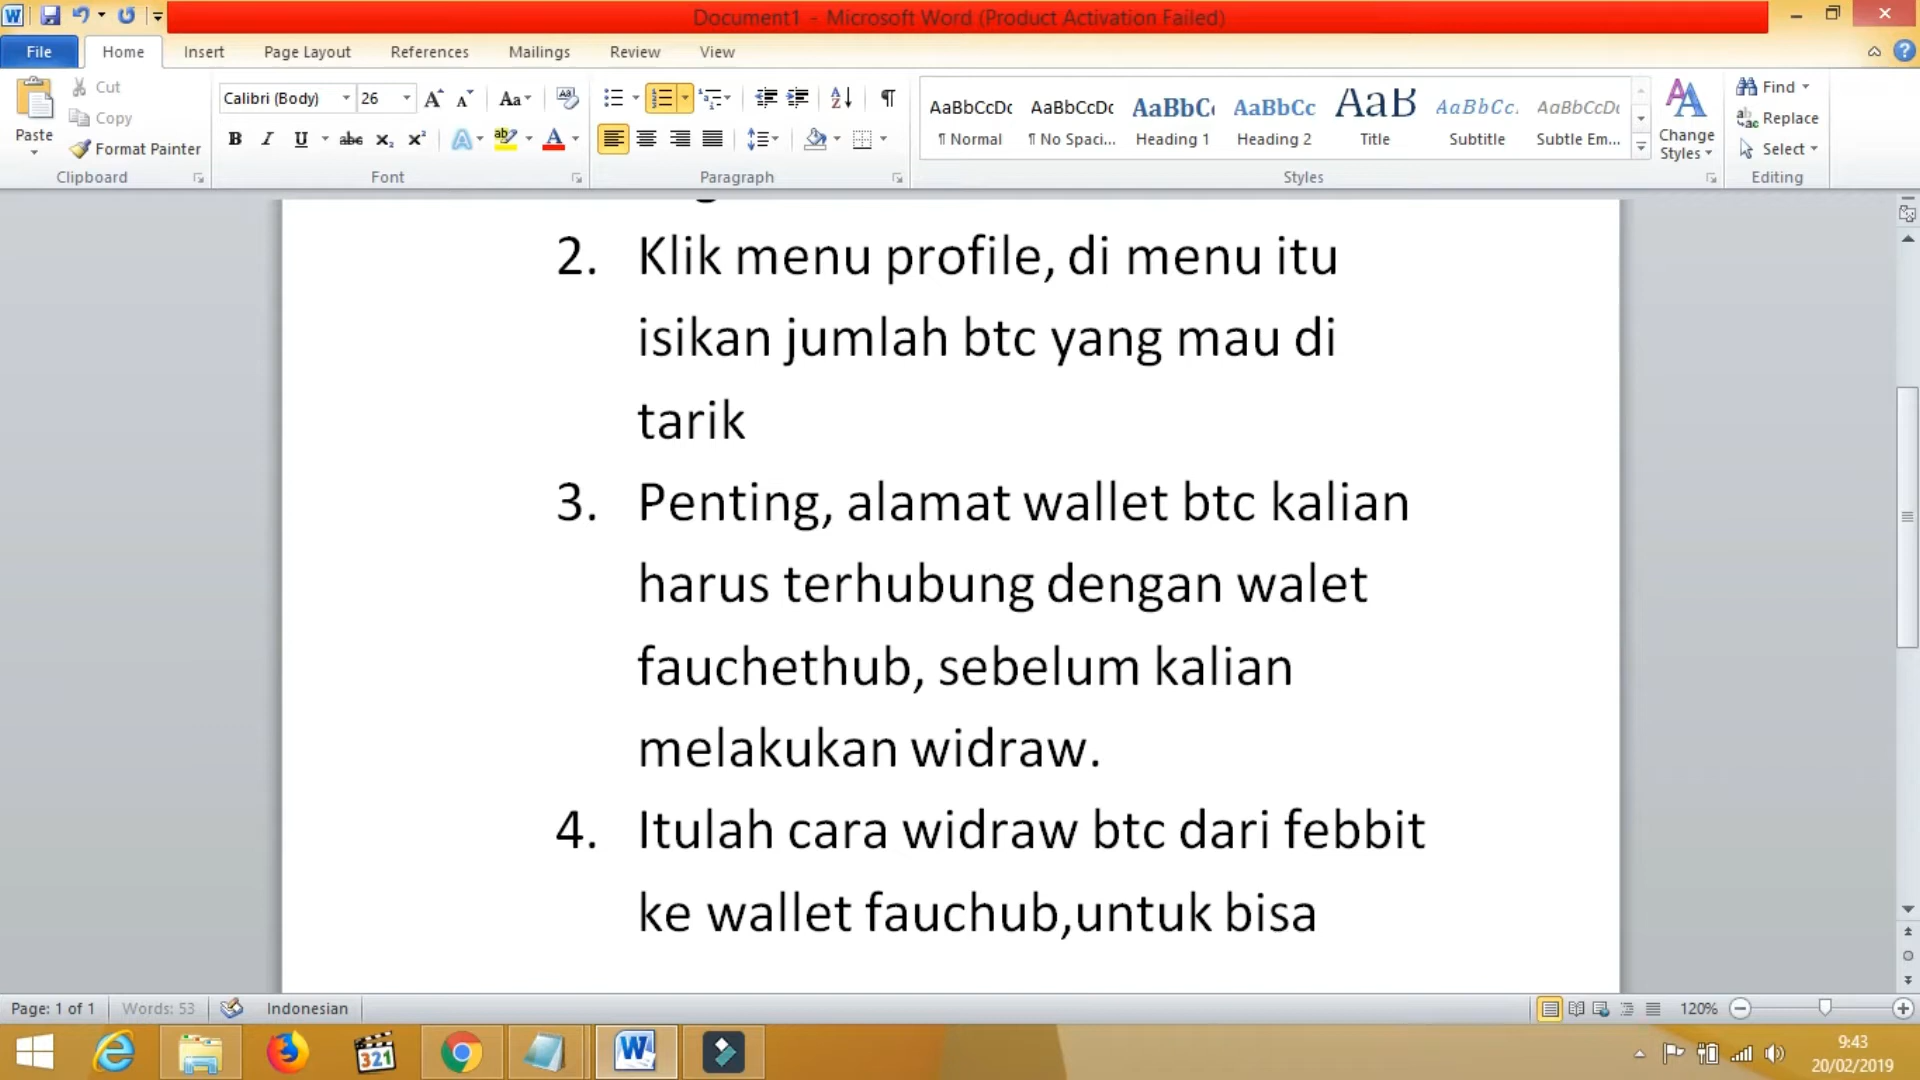 Document1 - Microsoft Word (Product Activation Failed)
File Home Insert Page Layout References Mailings Review View
Cut
Copy
Paste
Format Painter
Clipboard
Calibri (Body) 26
Font
Paragraph
AaBbCcDc AaBbCcDc AaBbC AaBbCc AaB AaBbCc. AaBbCcDc
¶ Normal ¶ No Spaci... Heading 1 Heading 2 Title Subtitle Subtle Em...
Change
Styles
Styles
Find
Replace
Select
Editing
2. Klik menu profile, di menu itu
isikan jumlah btc yang mau di
tarik
3. Penting, alamat wallet btc kalian
harus terhubung dengan walet
fauchethub, sebelum kalian
melakukan widraw.
4. Itulah cara widraw btc dari febbit
ke wallet fauchub,untuk bisa
Page: 1 of 1 Words: 53 Indonesian 120%
321
9:43
20/02/2019